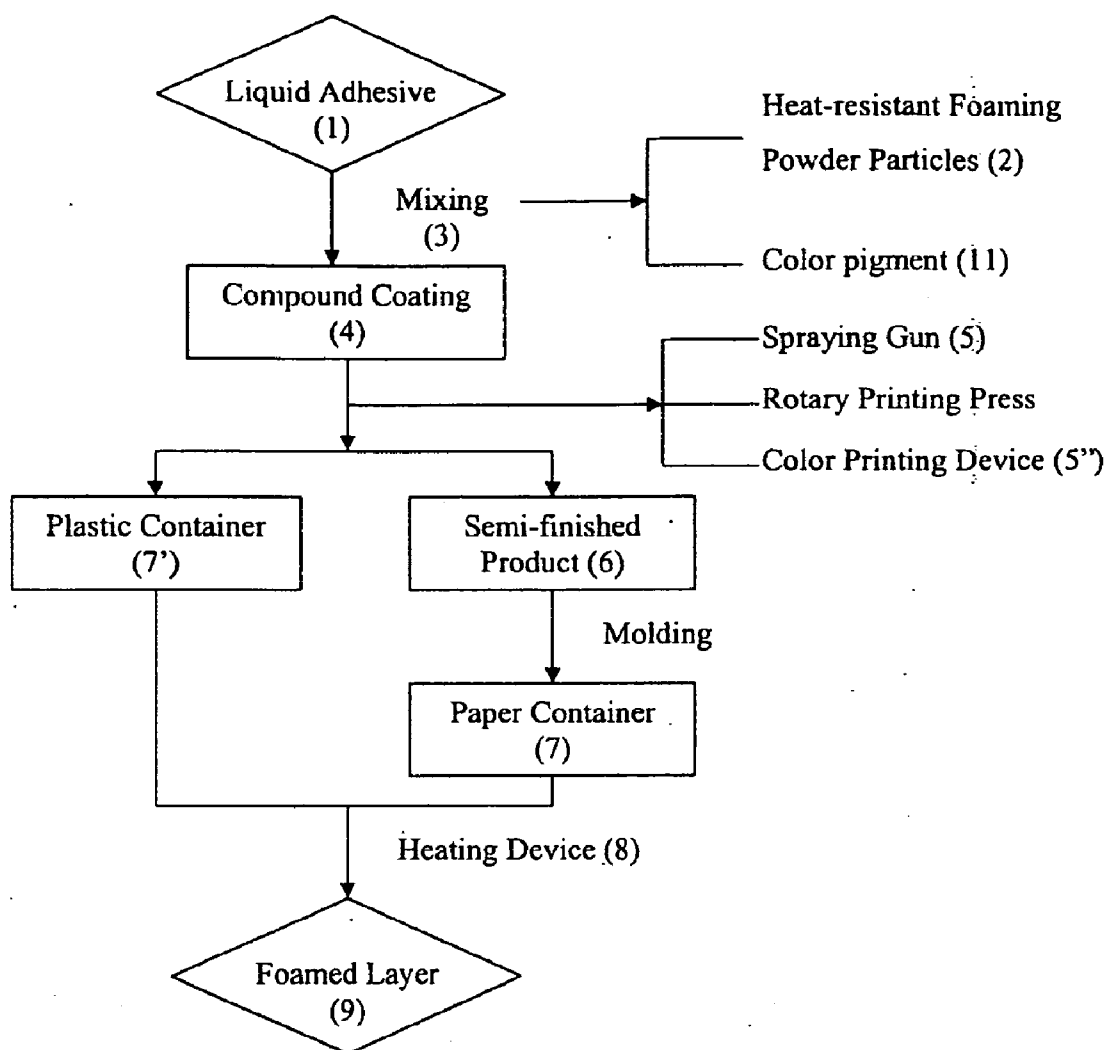 Liquid Adhesive
(1)
Heat-resistant Foaming
Powder Particles (2)
Mixing
(3)
Color pigment (11)
Compound Coating
(4)
Spraying Gun (5)
Rotary Printing Press
Color Printing Device (5”)
Plastic Container
(7’)
Semi-finished
Product (6)
Molding
Paper Container
(7)
Heating Device (8)
Foamed Layer
(9)